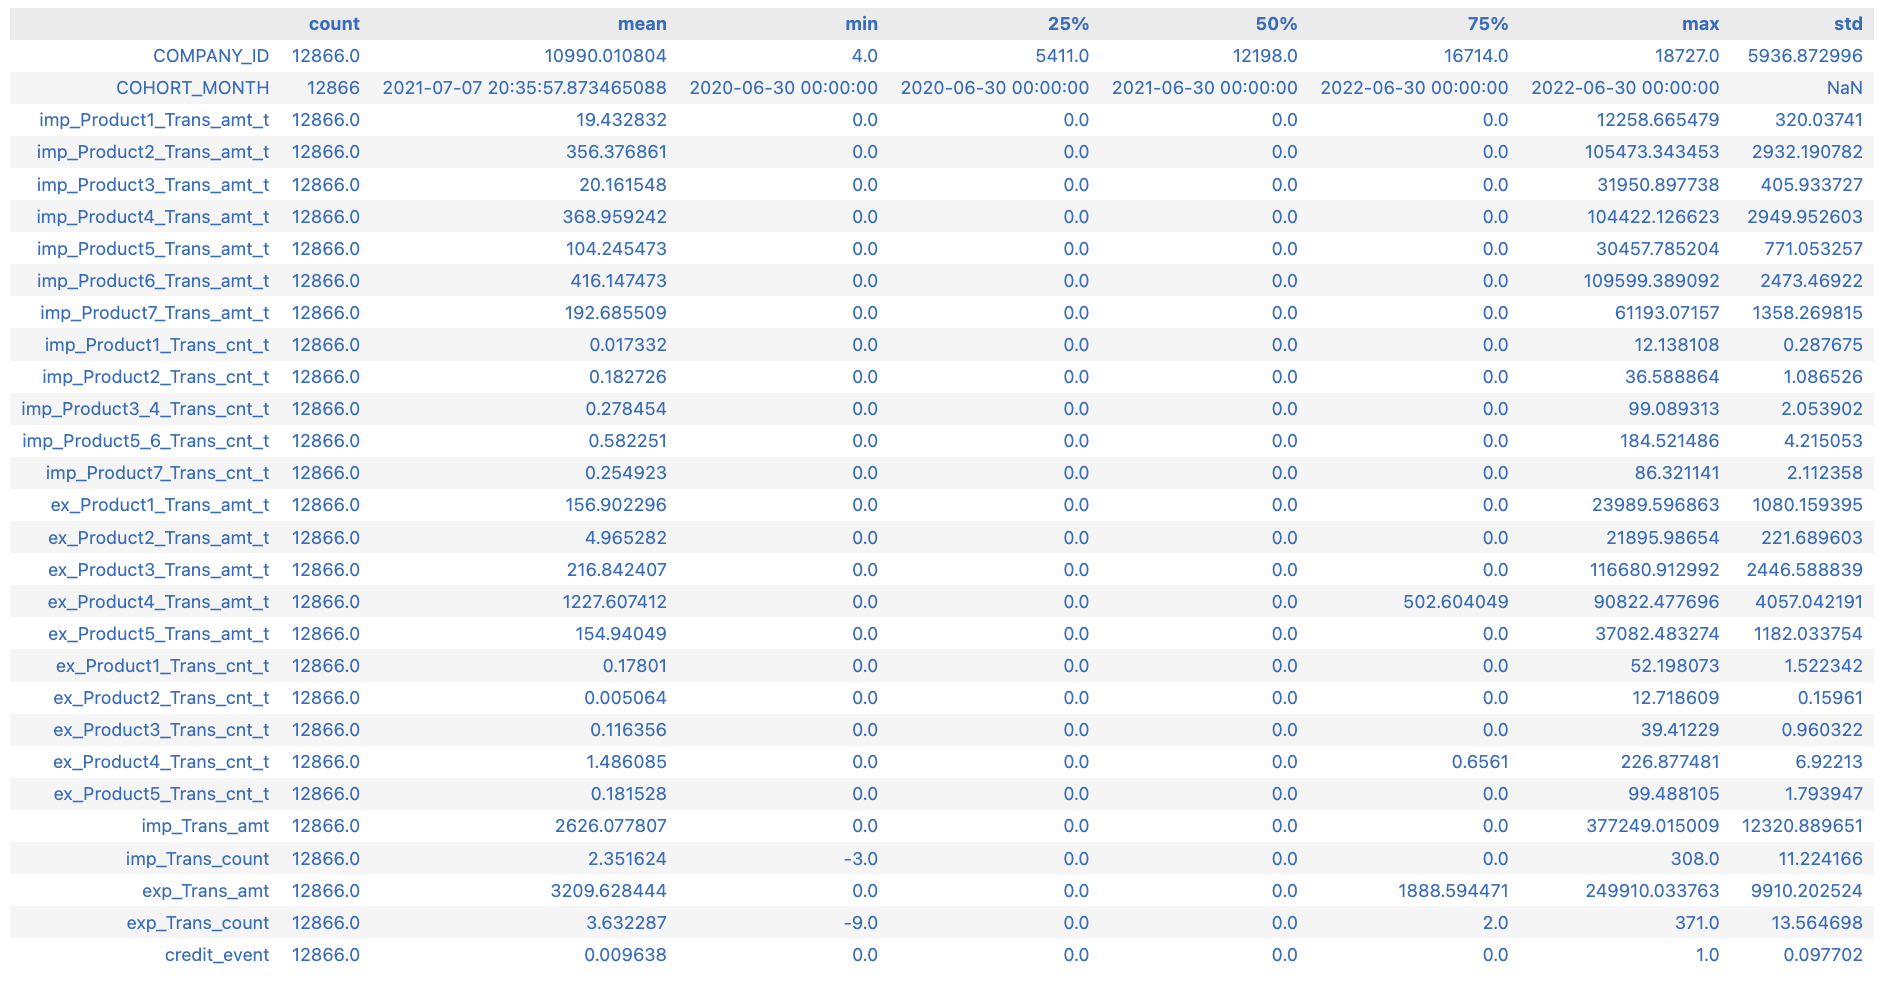 count mean min 25% 50% 75% max std
COMPANY_ID 12866.0 10990.010804 4.0 5411.0 12198.0 16714.0 18727.0 5936.872996
COHORT_MONTH 12866 2021-07-07 20:35:57.873465088 2020-06-30 00:00:00 2020-06-30 00:00:00 2021-06-30 00:00:00 2022-06-30 00:00:00 2022-06-30 00:00:00 NaN
imp_Product1_Trans_amt_t 12866.0 19.432832 0.0 0.0 0.0 0.0 12258.665479 320.03741
imp_Product2_Trans_amt_t 12866.0 356.376861 0.0 0.0 0.0 0.0 105473.343453 2932.190782
imp_Product3_Trans_amt_t 12866.0 20.161548 0.0 0.0 0.0 0.0 31950.897738 405.933727
imp_Product4_Trans_amt_t 12866.0 368.959242 0.0 0.0 0.0 0.0 104422.126623 2949.952603
imp_Product5_Trans_amt_t 12866.0 104.245473 0.0 0.0 0.0 0.0 30457.785204 771.053257
imp_Product6_Trans_amt_t 12866.0 416.147473 0.0 0.0 0.0 0.0 109599.389092 2473.46922
imp_Product7_Trans_amt_t 12866.0 192.685509 0.0 0.0 0.0 0.0 61193.07157 1358.269815
imp_Product1_Trans_cnt_t 12866.0 0.017332 0.0 0.0 0.0 0.0 12.138108 0.287675
imp_Product2_Trans_cnt_t 12866.0 0.182726 0.0 0.0 0.0 0.0 36.588864 1.086526
imp_Product3_4_Trans_cnt_t 12866.0 0.278454 0.0 0.0 0.0 0.0 99.089313 2.053902
imp_Product5_6_Trans_cnt_t 12866.0 0.582251 0.0 0.0 0.0 0.0 184.521486 4.215053
imp_Product7_Trans_cnt_t 12866.0 0.254923 0.0 0.0 0.0 0.0 86.321141 2.112358
ex_Product1_Trans_amt_t 12866.0 156.902296 0.0 0.0 0.0 0.0 23989.596863 1080.159395
ex_Product2_Trans_amt_t 12866.0 4.965282 0.0 0.0 0.0 0.0 21895.98654 221.689603
ex_Product3_Trans_amt_t 12866.0 216.842407 0.0 0.0 0.0 0.0 116680.912992 2446.588839
ex_Product4_Trans_amt_t 12866.0 1227.607412 0.0 0.0 0.0 502.604049 90822.477696 4057.042191
ex_Product5_Trans_amt_t 12866.0 154.94049 0.0 0.0 0.0 0.0 37082.483274 1182.033754
ex_Product1_Trans_cnt_t 12866.0 0.17801 0.0 0.0 0.0 0.0 52.198073 1.522342
ex_Product2_Trans_cnt_t 12866.0 0.005064 0.0 0.0 0.0 0.0 12.718609 0.15961
ex_Product3_Trans_cnt_t 12866.0 0.116356 0.0 0.0 0.0 0.0 39.41229 0.960322
ex_Product4_Trans_cnt_t 12866.0 1.486085 0.0 0.0 0.0 0.6561 226.877481 6.92213
ex_Product5_Trans_cnt_t 12866.0 0.181528 0.0 0.0 0.0 0.0 99.488105 1.793947
imp_Trans_amt 12866.0 2626.077807 0.0 0.0 0.0 0.0 377249.015009 12320.889651
imp_Trans_count 12866.0 2.351624 -3.0 0.0 0.0 0.0 308.0 11.224166
exp_Trans_amt 12866.0 3209.628444 0.0 0.0 0.0 1888.594471 249910.033763 9910.202524
exp_Trans_count 12866.0 3.632287 -9.0 0.0 0.0 2.0 371.0 13.564698
credit_event 12866.0 0.009638 0.0 0.0 0.0 0.0 1.0 0.097702